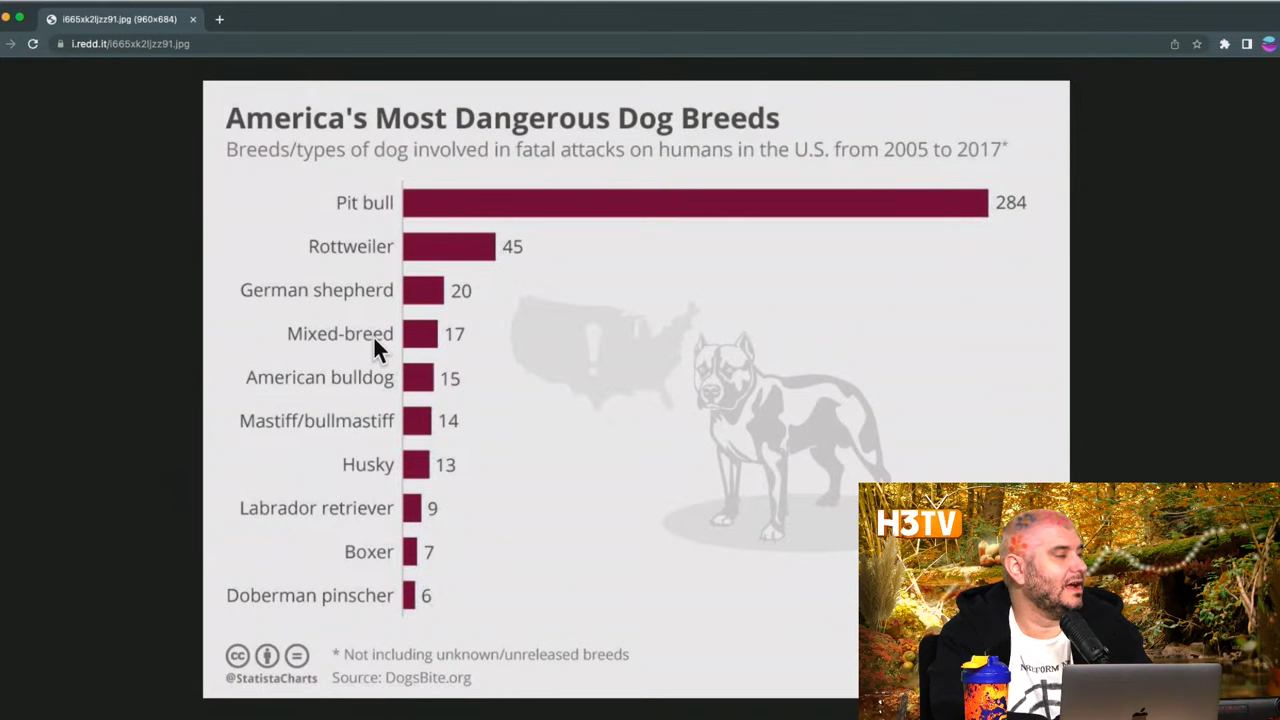 i665xk2ljzz91.jpg (960×684)
i.redd.it/i665xk2ljzz91.jpg
America's Most Dangerous Dog Breeds
Breeds/types of dog involved in fatal attacks on humans in the U.S. from 2005 to 2017*
Pit bull 284
Rottweiler 45
German shepherd 20
Mixed-breed 17
American bulldog 15
Mastiff/bullmastiff 14
Husky 13
Labrador retriever 9
Boxer 7
Doberman pinscher 6
cc
@StatistaCharts
* Not including unknown/unreleased breeds
Source: DogsBite.org
H3TV